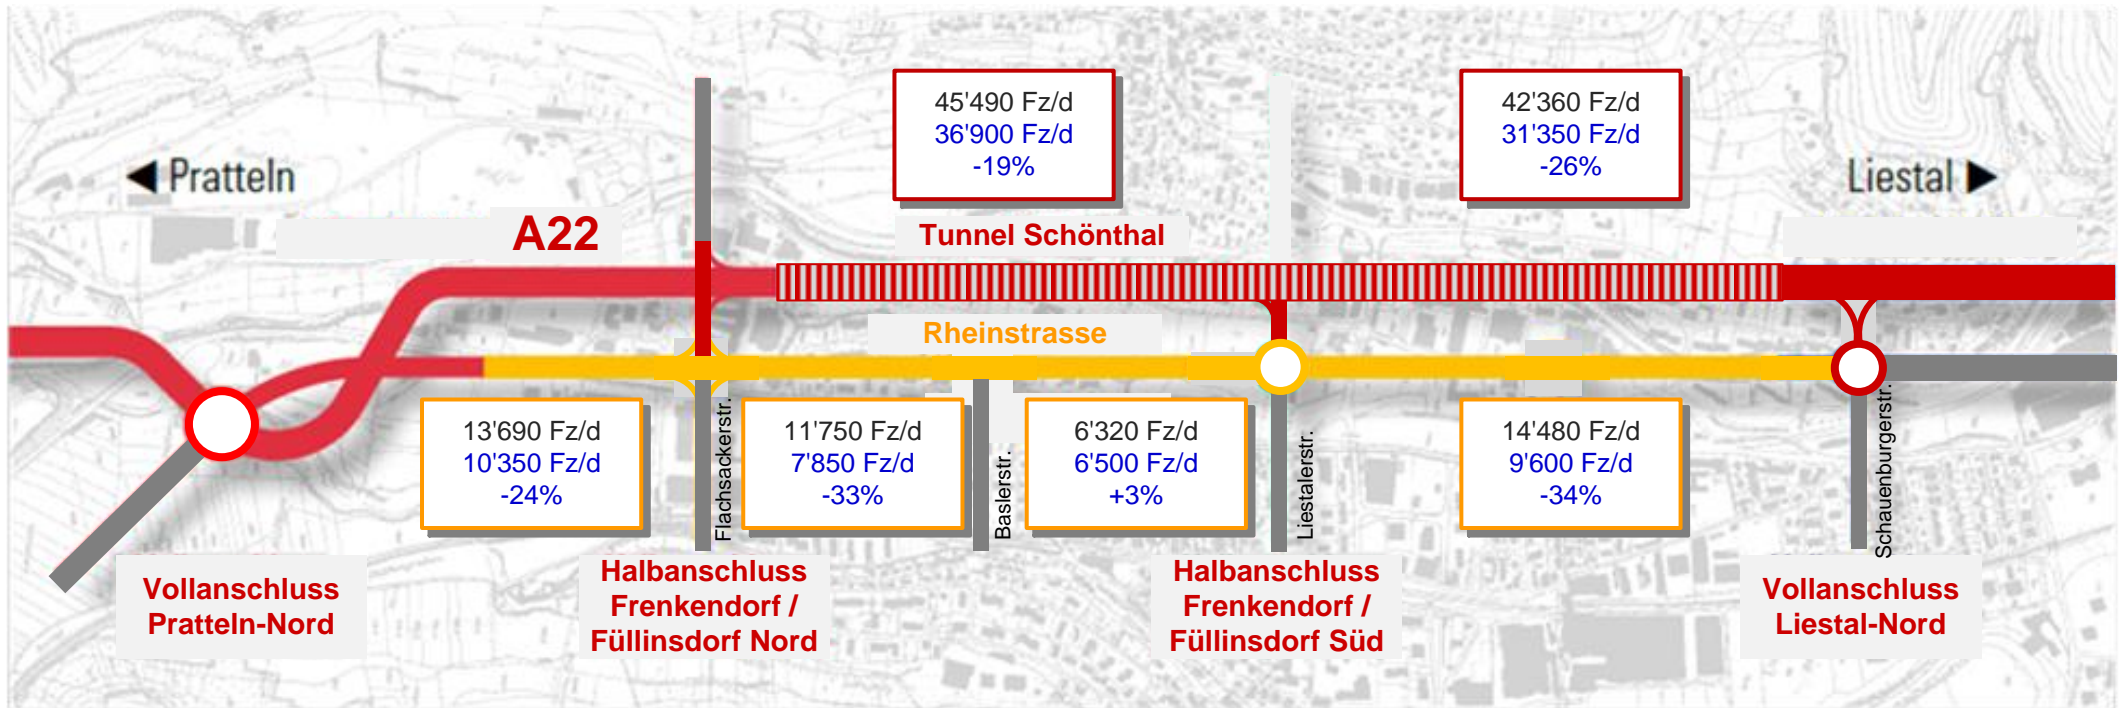 45'490 Fz/d
36'900 Fz/d
-19%
42'360 Fz/d
31'350 Fz/d
-26%
◀ Pratteln
Liestal ▶
A22
Tunnel Schönthal
Rheinstrasse
13'690 Fz/d
10'350 Fz/d
-24%
Flachsackerstr.
11'750 Fz/d
7'850 Fz/d
-33%
Baslerstr.
6'320 Fz/d
6'500 Fz/d
+3%
Liestalerstr.
14'480 Fz/d
9'600 Fz/d
-34%
Schauenburgerstr.
Vollanschluss
Pratteln-Nord
Halbanschluss
Frenkendorf /
Füllinsdorf Nord
Halbanschluss
Frenkendorf /
Füllinsdorf Süd
Vollanschluss
Liestal-Nord